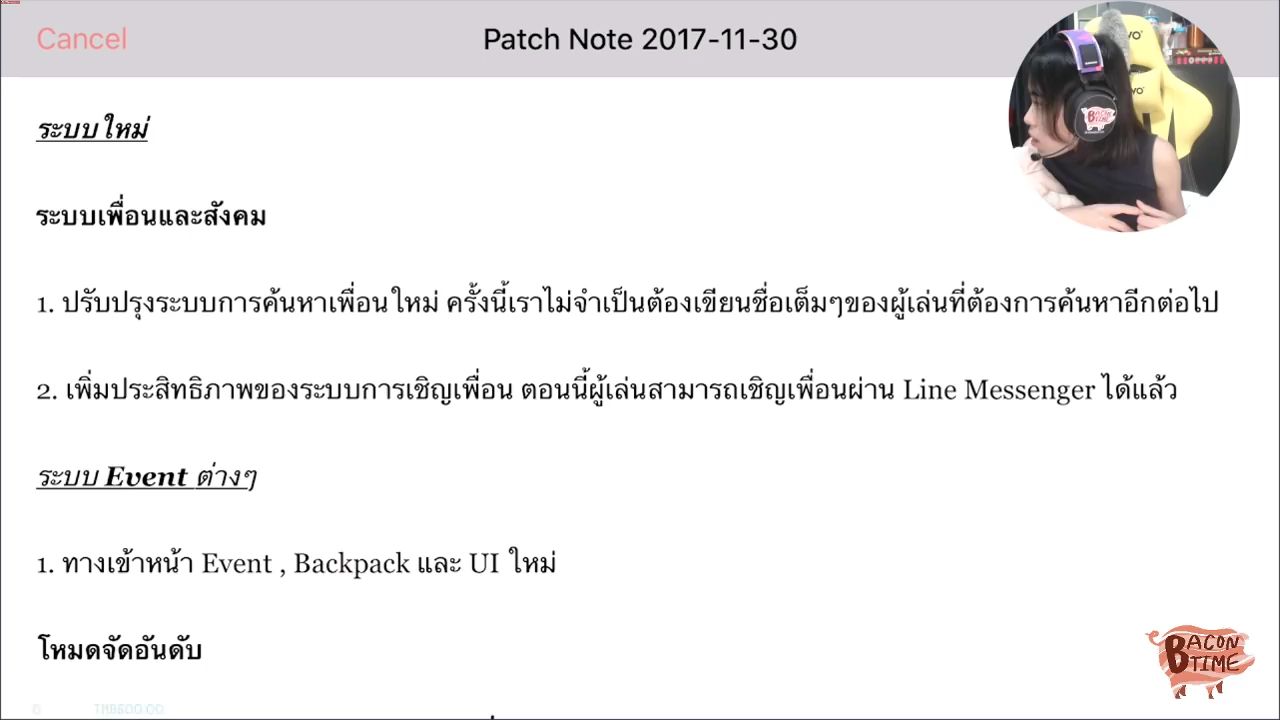 Cancel
Patch Note 2017-11-30
ระบบใหม่
ระบบเพื่อนและสังคม
1. ปรับปรุงระบบการค้นหาเพื่อนใหม่ ครั้งนี้เราไม่จำเป็นต้องเขียนชื่อเต็มๆของผู้เล่นที่ต้องการค้นหาอีกต่อไป
2. เพิ่มประสิทธิภาพของระบบการเชิญเพื่อน ตอนนี้ผู้เล่นสามารถเชิญเพื่อนผ่าน Line Messenger ได้แล้ว
ระบบ Event ต่างๆ
1. ทางเข้าหน้า Event , Backpack และ UI ใหม่
โหมดจัดอันดับ
BACON
TIME
BACON
TIME